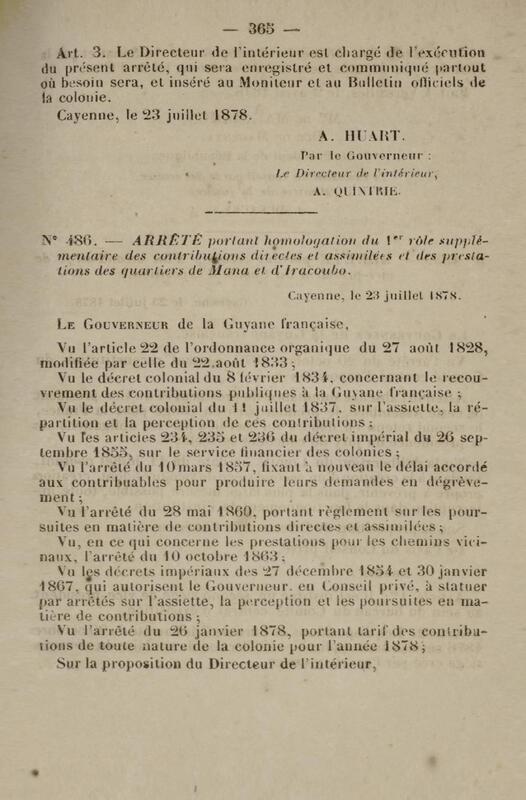 — 365 —
Art. 3. Le Directeur de l'intérieur est chargé de l'exécution
du présent arrêté, qui sera enregistré et communiqué partout
où besoin sera, et inséré au Moniteur et au Bulletin officiels de
la colonie.
Cayenne, le 23 juillet 1878.
A. HUART.
Par le Gouverneur :
Le Directeur de l'intérieur,
A. QUINTRIE.
N° 486. — ARRÊTÉ portant homologation du 1er rôle supplé-
mentaire des contributions directes et assimilées et des presta-
tions des quartiers de Mana et d'Iracoubo.
Cayenne, le 23 juillet 1878.
LE GOUVERNEUR de la Guyane française,
Vu l'article 22 de l'ordonnance organique du 27 août 1828,
modifiée par celle du 22 août 1833 ;
Vu le décret colonial du 8 février 1834, concernant le recou-
vrement des contributions publiques à la Guyane française ;
Vu le décret colonial du 11 juillet 1837, sur l'assiette, la ré-
partition et la perception de ces contributions ;
Vu les articles 234, 235 et 236 du décret impérial du 26 sep-
tembre 1855, sur le service financier des colonies ;
Vu l'arrêté du 10 mars 1857, fixant à nouveau le délai accordé
aux contribuables pour produire leurs demandes en dégrève-
ment ;
Vu l'arrêté du 28 mai 1860, portant règlement sur les pour-
suites en matière de contributions directes et assimilées ;
Vu, en ce qui concerne les prestations pour les chemins vici-
naux, l'arrêté du 10 octobre 1863 ;
Vu les décrets impériaux des 27 décembre 1854 et 30 janvier
1867, qui autorisent le Gouverneur, en Conseil privé, à statuer
par arrêtés sur l'assiette, la perception et les poursuites en ma-
tière de contributions ;
Vu l'arrêté du 26 janvier 1878, portant tarif des contribu-
tions de toute nature de la colonie pour l'année 1878 ;
Sur la proposition du Directeur de l'intérieur,